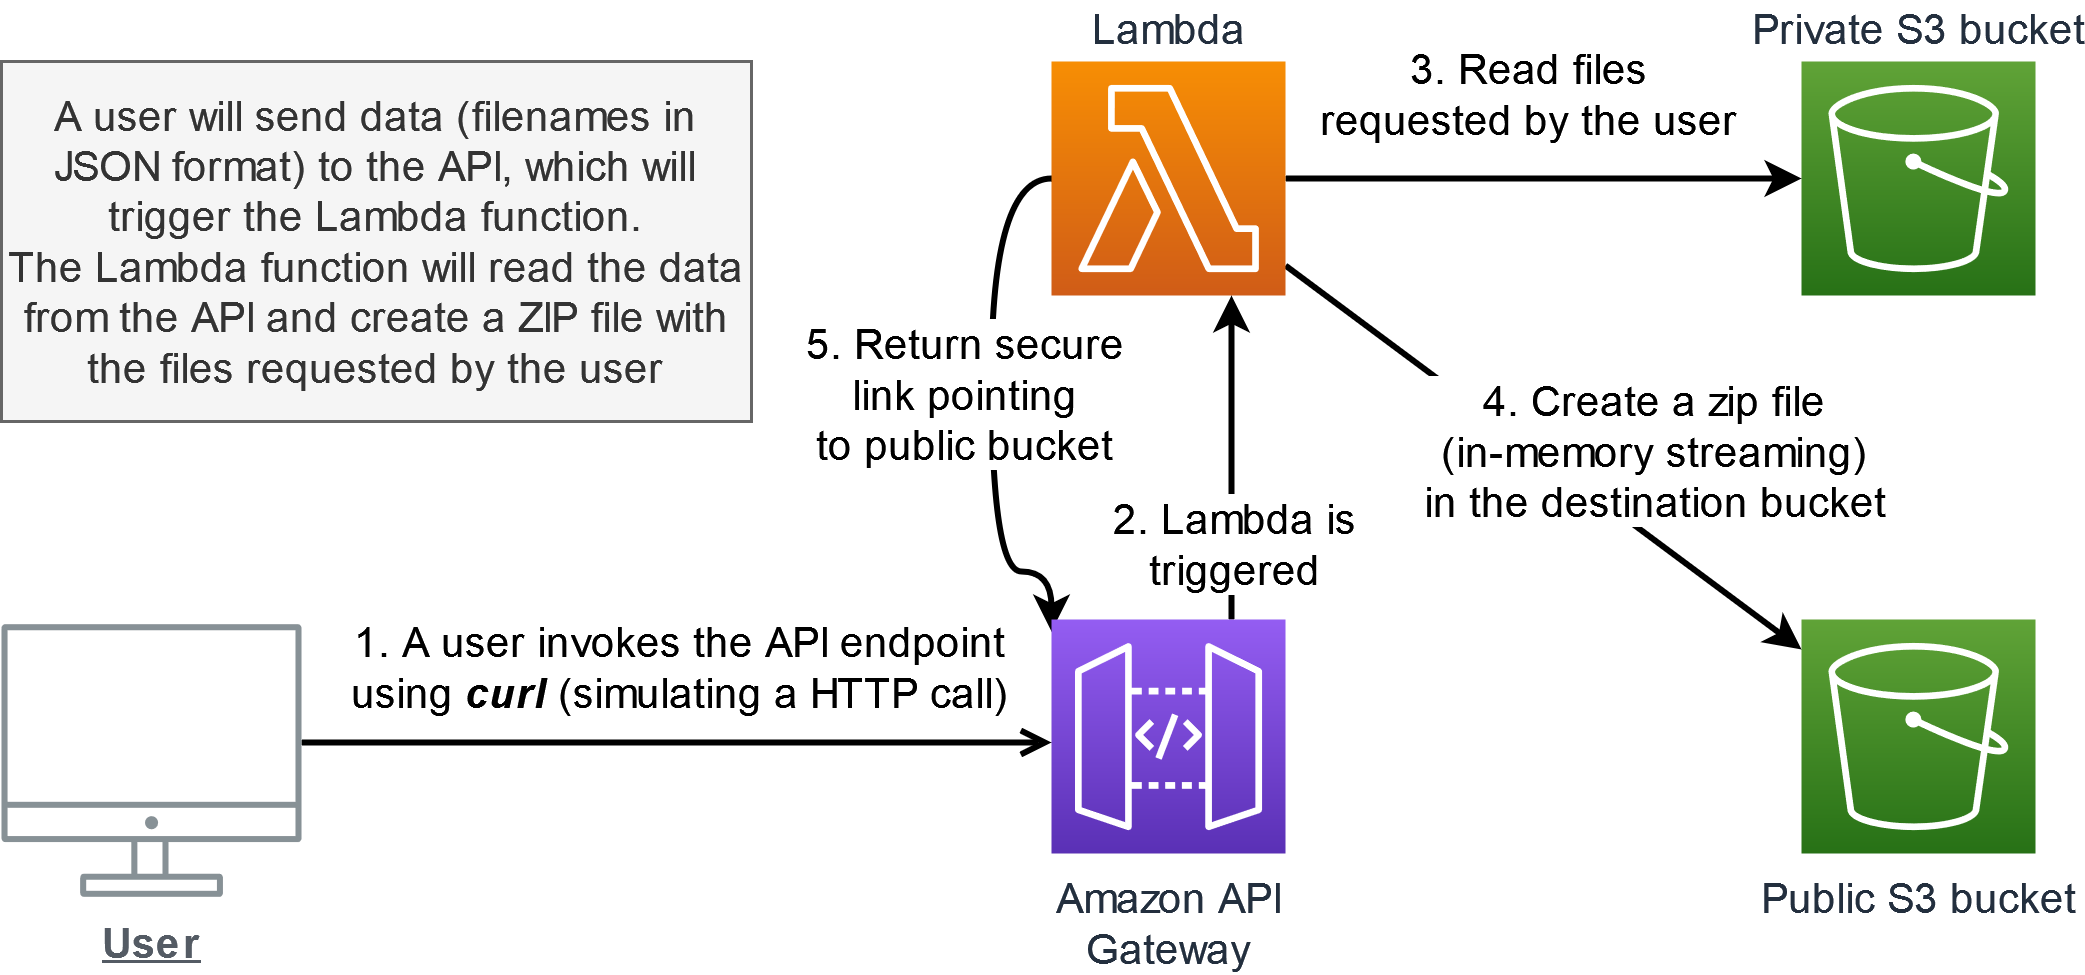 Lambda
Private S3 bucket
A user will send data (filenames in
JSON format) to the API, which will
trigger the Lambda function.
The Lambda function will read the data
from the API and create a ZIP file with
the files requested by the user
3. Read files
requested by the user
5. Return secure
link pointing
to public bucket
4. Create a zip file
(in-memory streaming)
in the destination bucket
2. Lambda is
triggered
1. A user invokes the API endpoint
using curl (simulating a HTTP call)
</>
User
Amazon API
Gateway
Public S3 bucket